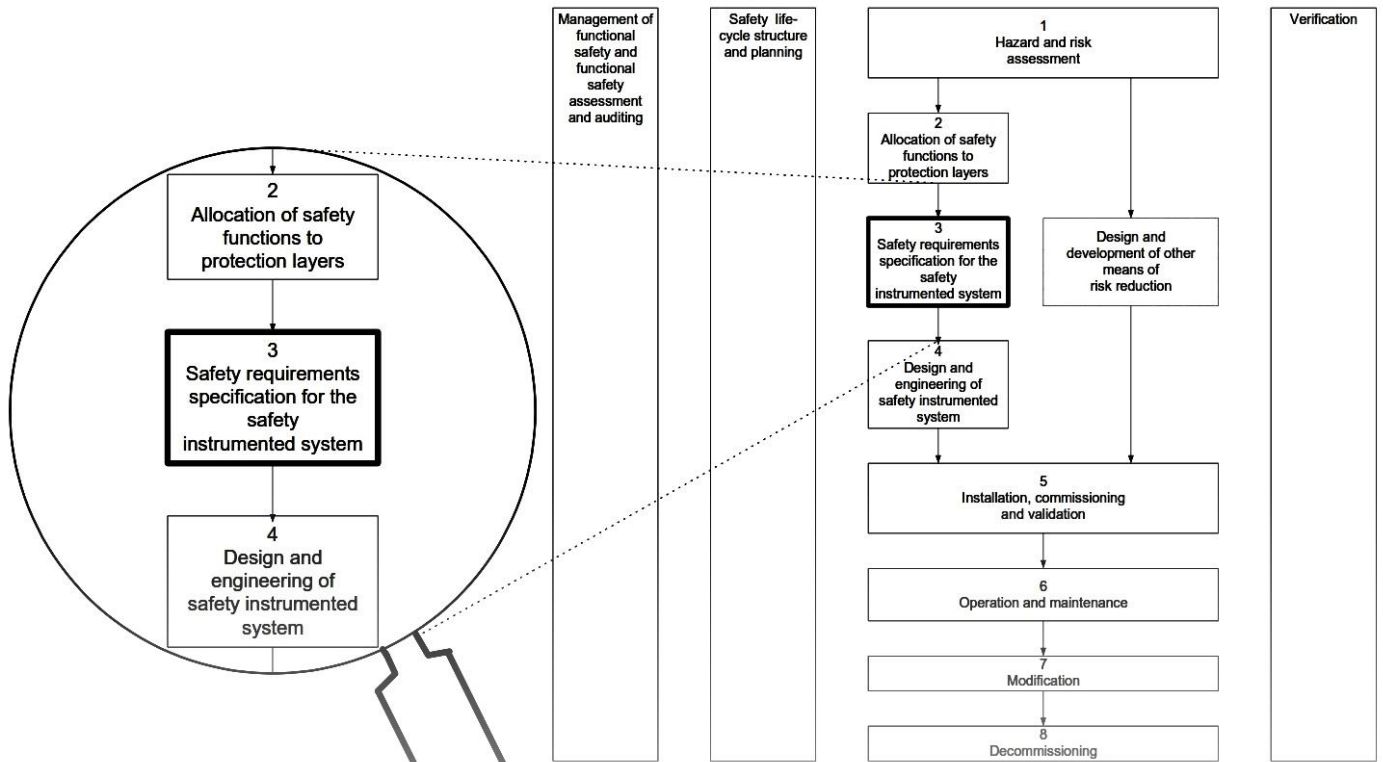 Management of
functional
safety and
functional
safety
assessment
and auditing
Safety life-
cycle structure
and planning
1
Hazard and risk
assessment
Verification
2
Allocation of safety
functions to
protection layers
3
Safety requirements
specification for the
safety
instrumented system
Design and
development of other
means of
risk reduction
4
Design and
engineering of
safety instrumented
system
5
Installation, commissioning
and validation
6
Operation and maintenance
7
Modification
8
Decommissioning
2
Allocation of safety
functions to
protection layers
3
Safety requirements
specification for the
safety
instrumented system
4
Design and
engineering of
safety instrumented
system